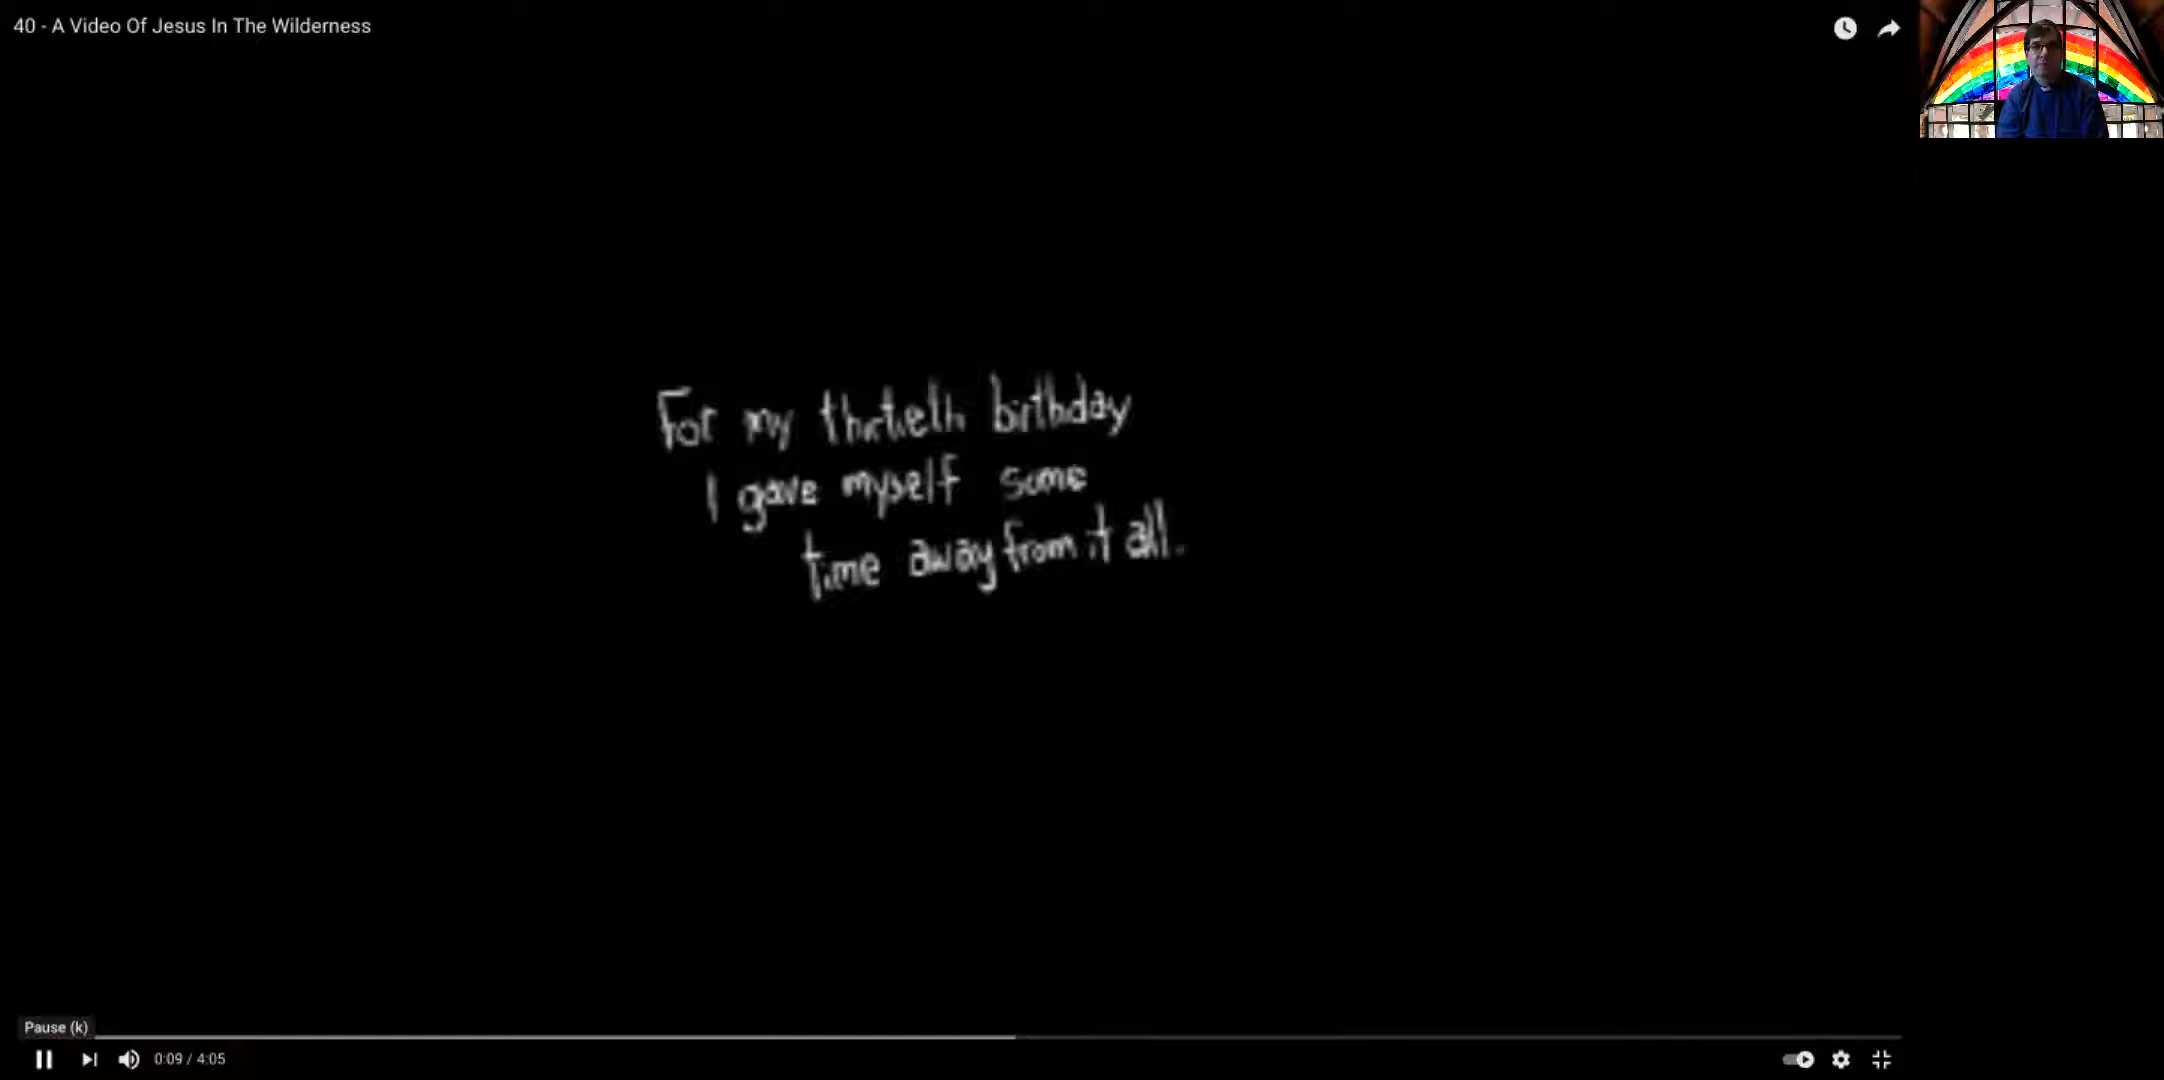 40 - A Video Of Jesus In The Wilderness
For my thirtieth birthday
I gave myself some
time away from it all.
Pause (k)
0:09 / 4:05